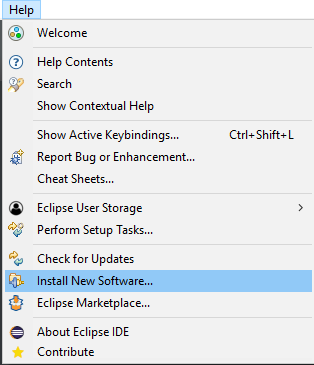 Help
Welcome
Help Contents
Search
Show Contextual Help
Show Active Keybindings... Ctrl+Shift+L
Report Bug or Enhancement...
Cheat Sheets...
Eclipse User Storage
Perform Setup Tasks...
Check for Updates
Install New Software...
Eclipse Marketplace...
About Eclipse IDE
Contribute